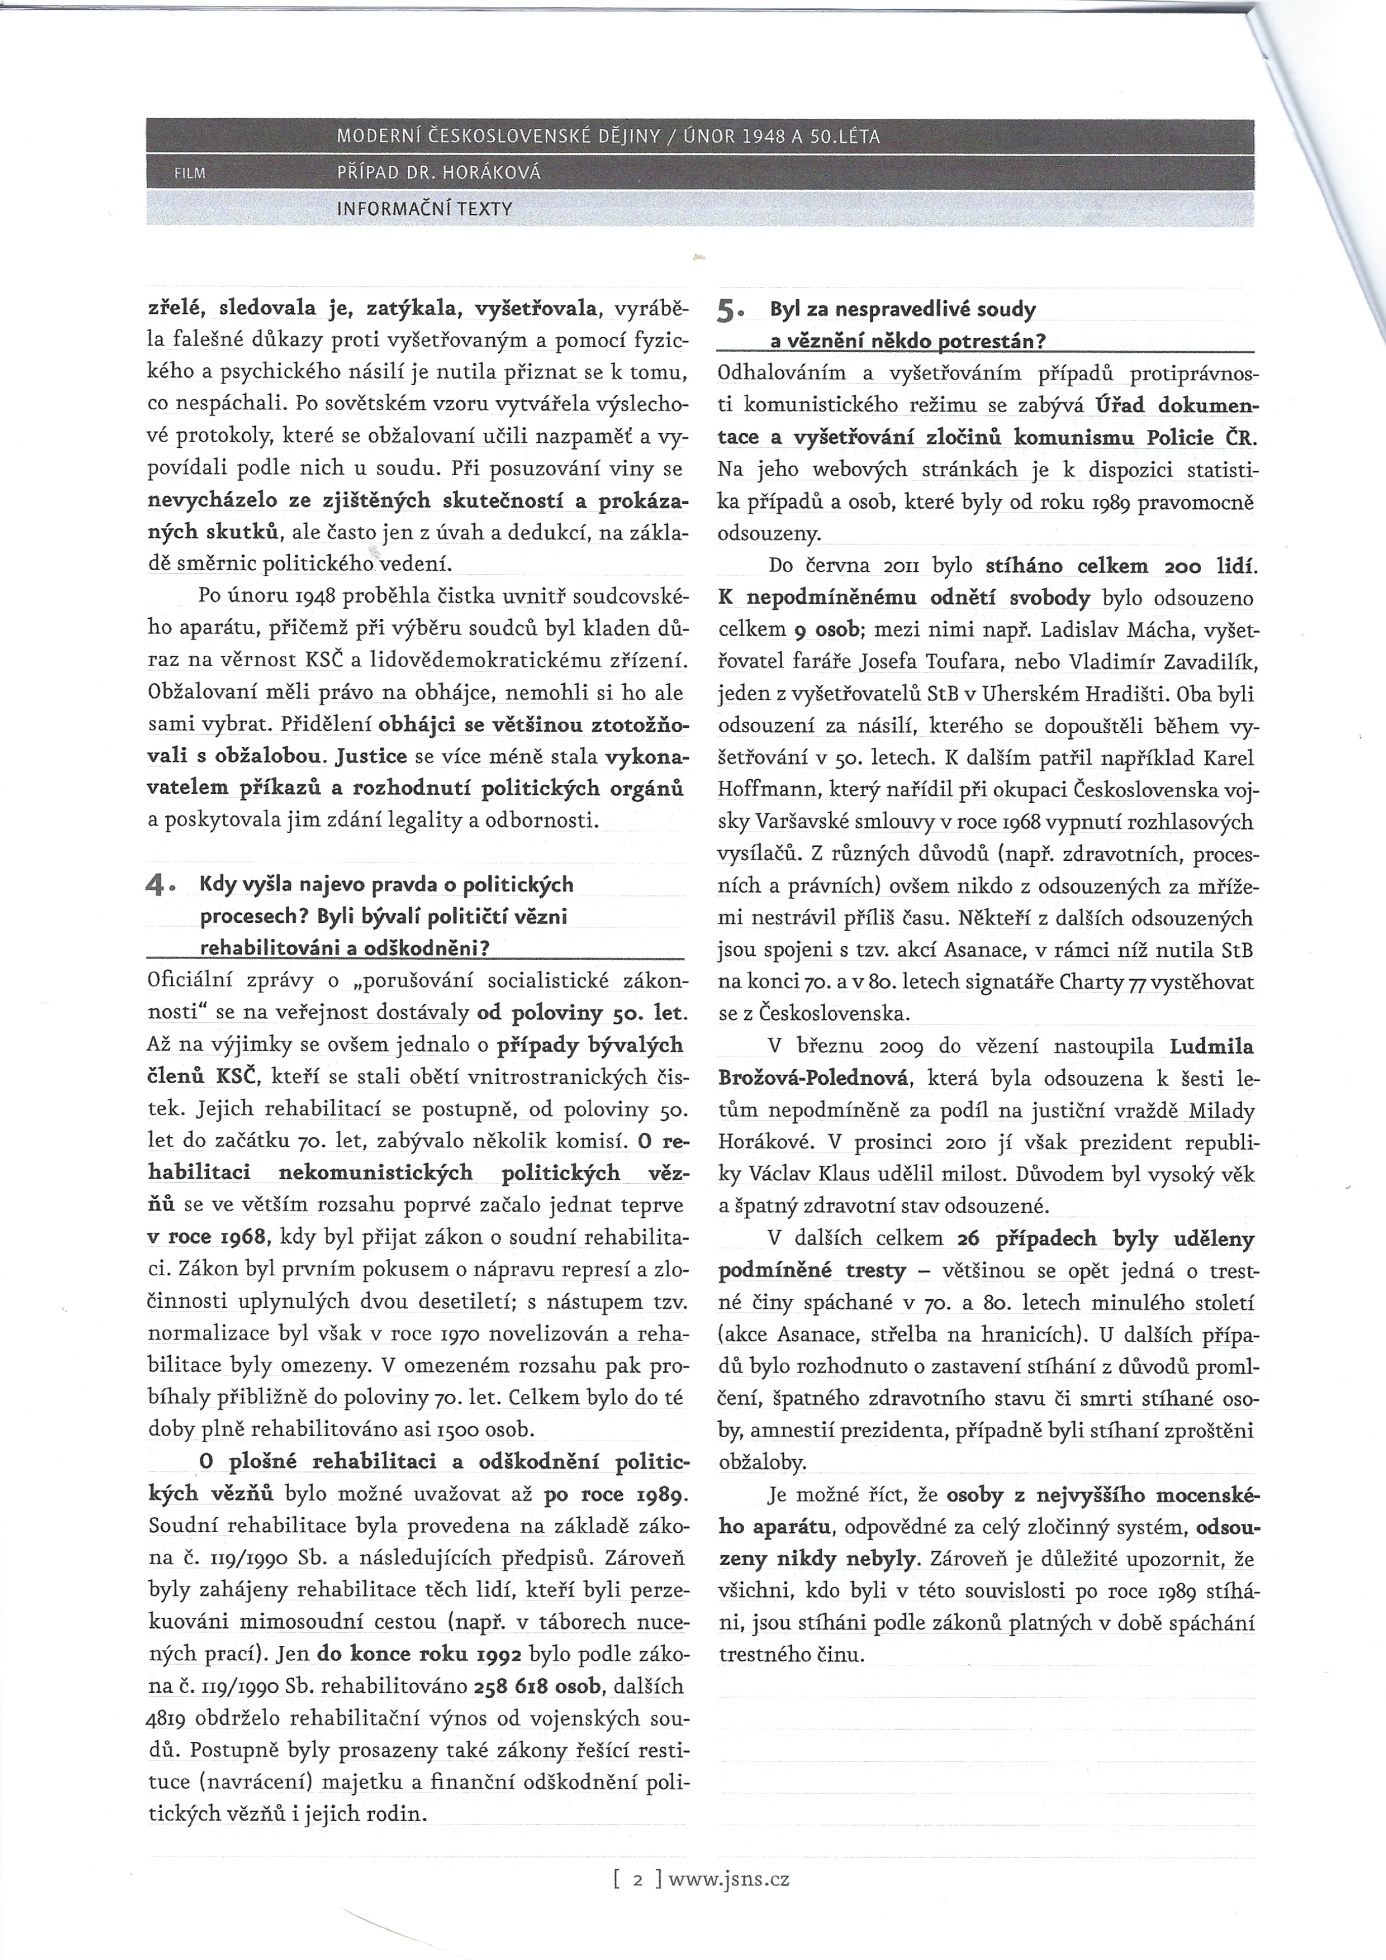 MODERNÍ ČESKOSLOVENSKÉ DĚJINY / ÚNOR 1948 A 50.LÉTA
FILM PŘÍPAD DR. HORÁKOVÁ
INFORMAČNÍ TEXTY
zřelé, sledovala je, zatýkala, vyšetřovala, vyrábě-
la falešné důkazy proti vyšetřovaným a pomocí fyzic-
kého a psychického násilí je nutila přiznat se k tomu,
co nespáchali. Po sovětském vzoru vytvářela výslecho-
vé protokoly, které se obžalovaní učili nazpaměť a vy-
povídali podle nich u soudu. Při posuzování viny se
nevycházelo ze zjištěných skutečností a prokáza-
ných skutků, ale často jen z úvah a dedukcí, na zákla-
dě směrnic politického vedení.
Po únoru 1948 proběhla čistka uvnitř soudcovské-
ho aparátu, přičemž při výběru soudců byl kladen dů-
raz na věrnost KSČ a lidovědemokratickému zřízení.
Obžalovaní měli právo na obhájce, nemohli si ho ale
sami vybrat. Přidělení obhájci se většinou ztotožňo-
vali s obžalobou. Justice se více méně stala vykona-
vatelem příkazů a rozhodnutí politických orgánů
a poskytovala jim zdání legality a odbornosti.
4. Kdy vyšla najevo pravda o politických
procesech? Byli bývalí političtí vězni
rehabilitováni a odškodněni?
Oficiální zprávy o „porušování socialistické zákon-
nosti“ se na veřejnost dostávaly od poloviny 50. let.
Až na výjimky se ovšem jednalo o případy bývalých
členů KSČ, kteří se stali obětí vnitrostranických čis-
tek. Jejich rehabilitací se postupně, od poloviny 50.
let do začátku 70. let, zabývalo několik komisí. O re-
habilitaci nekomunistických politických věz-
ňů se ve větším rozsahu poprvé začalo jednat teprve
v roce 1968, kdy byl přijat zákon o soudní rehabilita-
ci. Zákon byl prvním pokusem o nápravu represí a zlo-
činnosti uplynulých dvou desetiletí; s nástupem tzv.
normalizace byl však v roce 1970 novelizován a reha-
bilitace byly omezeny. V omezeném rozsahu pak pro-
bíhaly přibližně do poloviny 70. let. Celkem bylo do té
doby plně rehabilitováno asi 1500 osob.
O plošné rehabilitaci a odškodnění politic-
kých vězňů bylo možné uvažovat až po roce 1989.
Soudní rehabilitace byla provedena na základě záko-
na č. 119/1990 Sb. a následujících předpisů. Zároveň
byly zahájeny rehabilitace těch lidí, kteří byli perze-
kuováni mimosoudní cestou (např. v táborech nuce-
ných prací). Jen do konce roku 1992 bylo podle záko-
na č. 119/1990 Sb. rehabilitováno 258 618 osob, dalších
4819 obdrželo rehabilitační výnos od vojenských sou-
dů. Postupně byly prosazeny také zákony řešící resti-
tuce (navrácení) majetku a finanční odškodnění poli-
tických vězňů i jejich rodin.
5. Byl za nespravedlivé soudy
a věznění někdo potrestán?
Odhalováním a vyšetřováním případů protiprávnos-
ti komunistického režimu se zabývá Úřad dokumen-
tace a vyšetřování zločinů komunismu Policie ČR.
Na jeho webových stránkách je k dispozici statisti-
ka případů a osob, které byly od roku 1989 pravomocně
odsouzeny.
Do června 2011 bylo stíháno celkem 200 lidí.
K nepodmíněnému odnětí svobody bylo odsouzeno
celkem 9 osob; mezi nimi např. Ladislav Mácha, vyšet-
řovatel faráře Josefa Toufara, nebo Vladimír Zavadilík,
jeden z vyšetřovatelů StB v Uherském Hradišti. Oba byli
odsouzení za násilí, kterého se dopouštěli během vy-
šetřování v 50. letech. K dalším patřil například Karel
Hoffmann, který nařídil při okupaci Československa voj-
sky Varšavské smlouvy v roce 1968 vypnutí rozhlasových
vysílačů. Z různých důvodů (např. zdravotních, proces-
ních a právních) ovšem nikdo z odsouzených za mříže-
mi nestrávil příliš času. Někteří z dalších odsouzených
jsou spojeni s tzv. akcí Asanace, v rámci níž nutila StB
na konci 70. a v 80. letech signatáře Charty 77 vystěhovat
se z Československa.
V březnu 2009 do vězení nastoupila Ludmila
Brožová-Polednová, která byla odsouzena k šesti le-
tům nepodmíněně za podíl na justiční vraždě Milady
Horákové. V prosinci 2010 jí však prezident republi-
ky Václav Klaus udělil milost. Důvodem byl vysoký věk
a špatný zdravotní stav odsouzené.
V dalších celkem 26 případech byly uděleny
podmíněné tresty – většinou se opět jedná o trest-
né činy spáchané v 70. a 80. letech minulého století
(akce Asanace, střelba na hranicích). U dalších přípa-
dů bylo rozhodnuto o zastavení stíhání z důvodů proml-
čení, špatného zdravotního stavu či smrti stíhané oso-
by, amnestií prezidenta, případně byli stíhaní zproštěni
obžaloby.
Je možné říct, že osoby z nejvyššího mocenské-
ho aparátu, odpovědné za celý zločinný systém, odsou-
zeny nikdy nebyly. Zároveň je důležité upozornit, že
všichni, kdo byli v této souvislosti po roce 1989 stíhá-
ni, jsou stíháni podle zákonů platných v době spáchání
trestného činu.
[ 2 ] www.jsns.cz